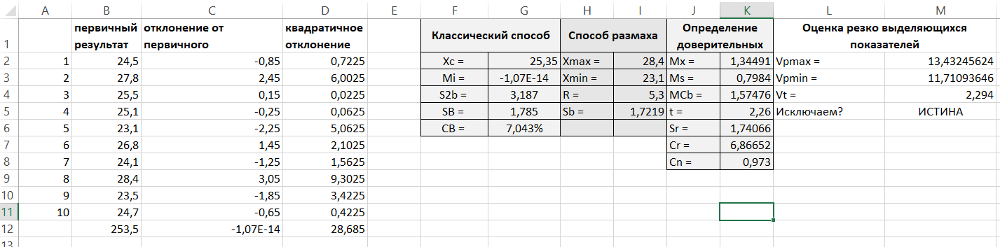 A B C D E F G H I J K L M
1 первичный результат отклонение от первичного квадратичное отклонение Классический способ Способ размаха Определение доверительных Оценка резко выделяющихся показателей
2 1 24,5 -0,85 0,7225 Xc = 25,35 Xmax = 28,4 Mx = 1,34491 Vpmax = 13,43245624
3 2 27,8 2,45 6,0025 Mi = -1,07E-14 Xmin = 23,1 Ms = 0,7984 Vpmin = 11,71093646
4 3 25,5 0,15 0,0225 S2b = 3,187 R = 5,3 MCb = 1,57476 Vt = 2,294
5 4 25,1 -0,25 0,0625 SB = 1,785 Sb = 1,7219 t = 2,26 Исключаем? ИСТИНА
6 5 23,1 -2,25 5,0625 CB = 7,043% Sr = 1,74066
7 6 26,8 1,45 2,1025 Cr = 6,86652
8 7 24,1 -1,25 1,5625 Cn = 0,973
9 8 28,4 3,05 9,3025
10 9 23,5 -1,85 3,4225
11 10 24,7 -0,65 0,4225
12 253,5 -1,07E-14 28,685
13